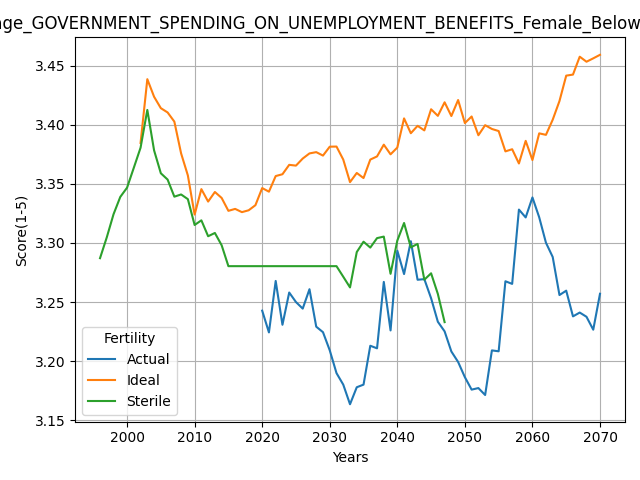 age_GOVERNMENT_SPENDING_ON_UNEMPLOYMENT_BENEFITS_Female_Below
3.45
3.40
3.35
3.30
3.25
3.20
3.15
Score(1-5)
Fertility
Actual
Ideal
Sterile
2000 2010 2020 2030 2040 2050 2060 2070
Years